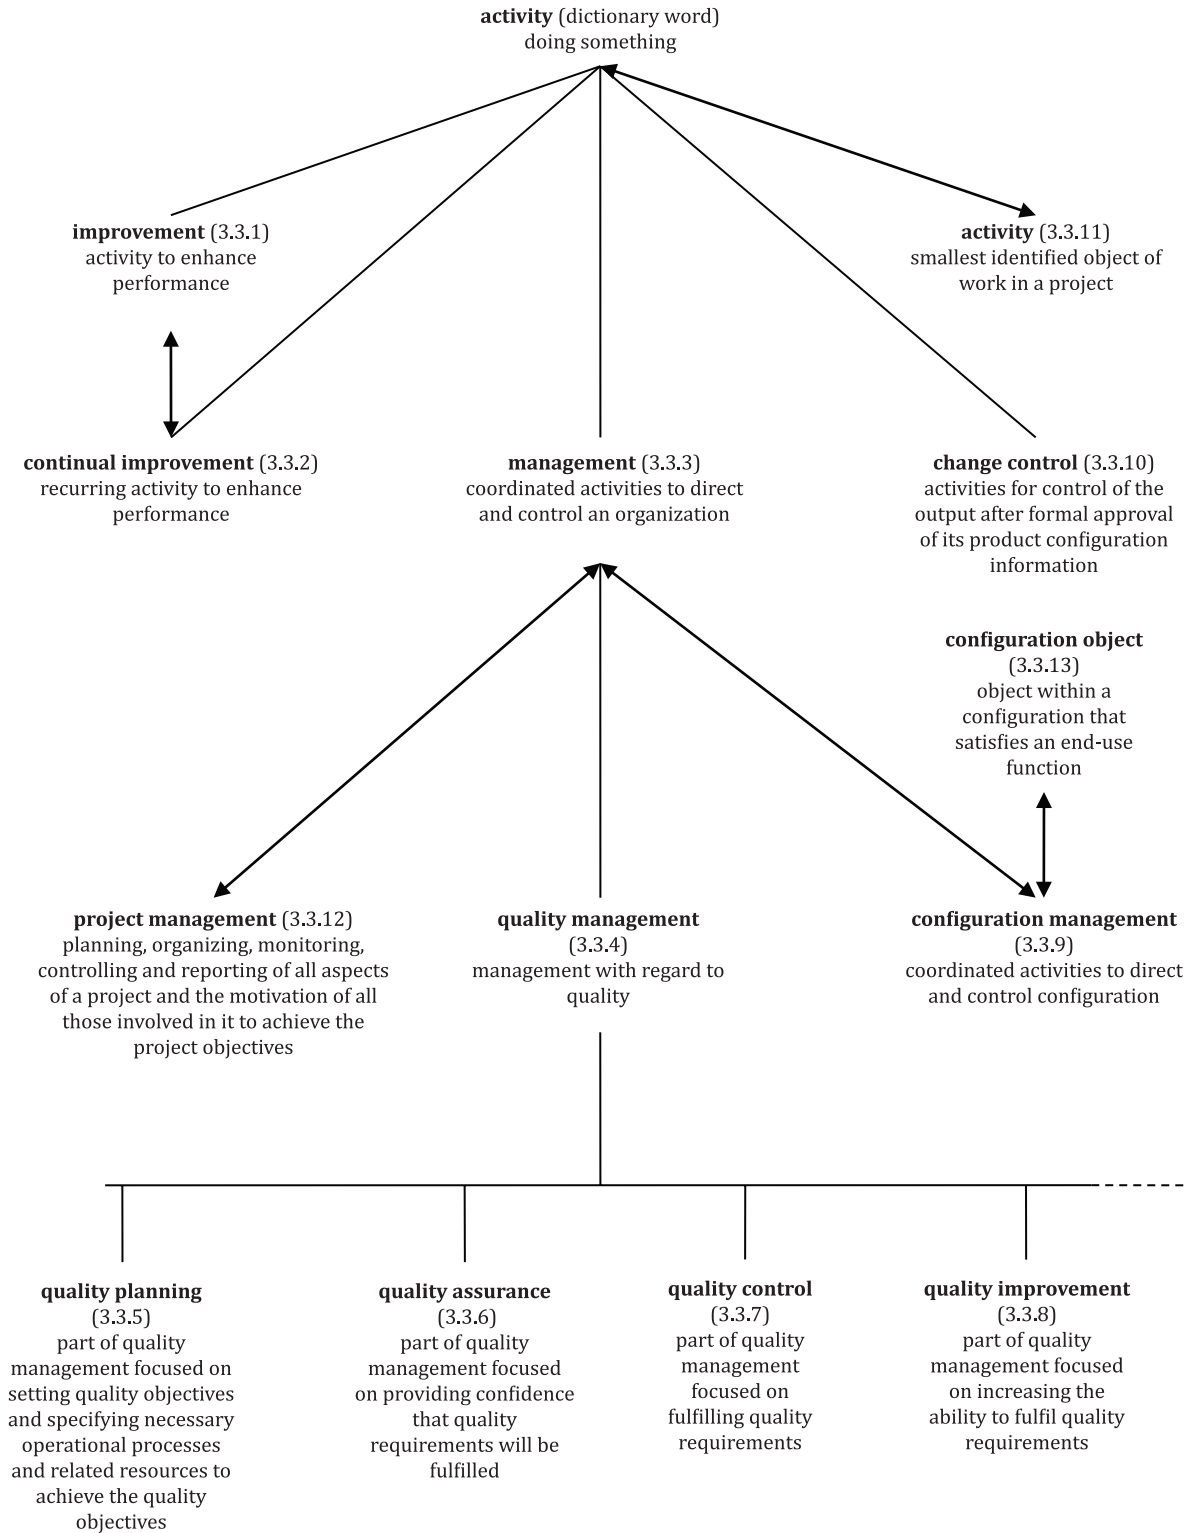 activity (dictionary word)
doing something
improvement (3.3.1)
activity to enhance
performance
activity (3.3.11)
smallest identified object of
work in a project
continual improvement (3.3.2)
recurring activity to enhance
performance
management (3.3.3)
coordinated activities to direct
and control an organization
change control (3.3.10)
activities for control of the
output after formal approval
of its product configuration
information
configuration object
(3.3.13)
object within a
configuration that
satisfies an end-use
function
project management (3.3.12)
planning, organizing, monitoring,
controlling and reporting of all aspects
of a project and the motivation of all
those involved in it to achieve the
project objectives
quality management
(3.3.4)
management with regard to
quality
configuration management
(3.3.9)
coordinated activities to direct
and control configuration
quality planning
(3.3.5)
part of quality
management focused on
setting quality objectives
and specifying necessary
operational processes
and related resources to
achieve the quality
objectives
quality assurance
(3.3.6)
part of quality
management focused
on providing confidence
that quality
requirements will be
fulfilled
quality control
(3.3.7)
part of quality
management
focused on
fulfilling quality
requirements
quality improvement
(3.3.8)
part of quality
management focused
on increasing the
ability to fulfil quality
requirements